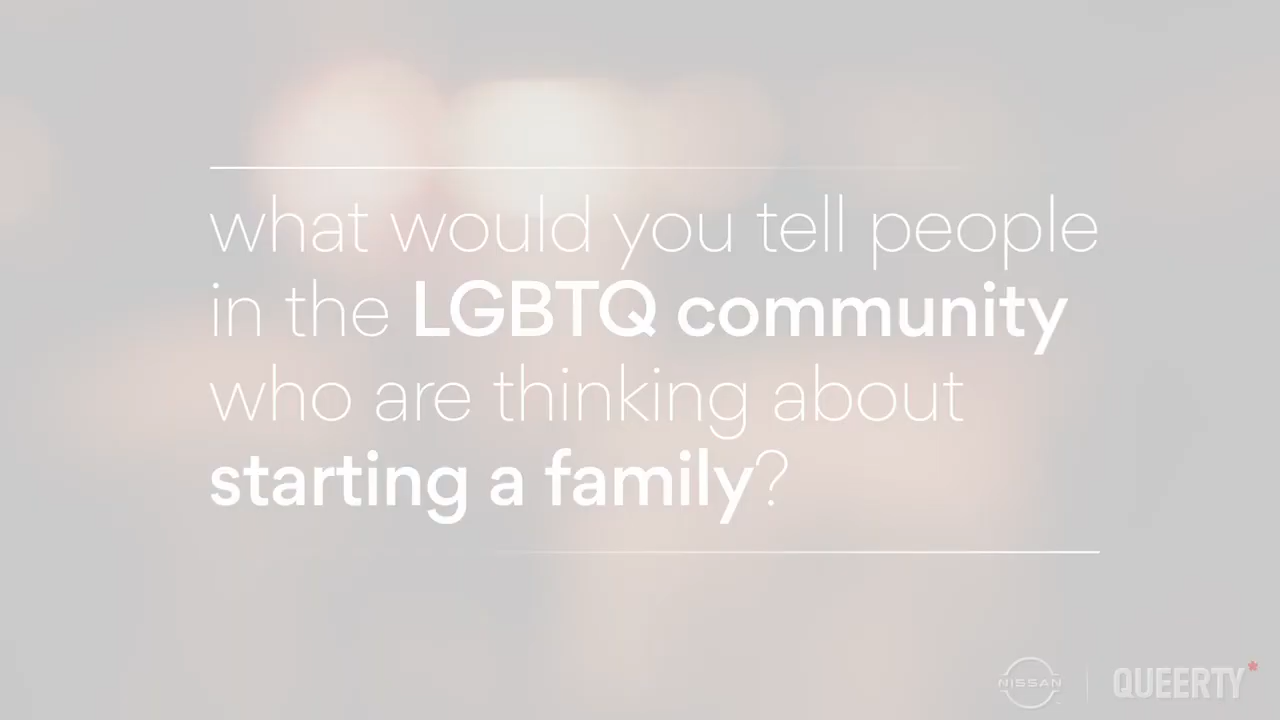 what would you tell people
in the LGBTQ community
who are thinking about
starting a family?
NISSAN
QUEERTY*